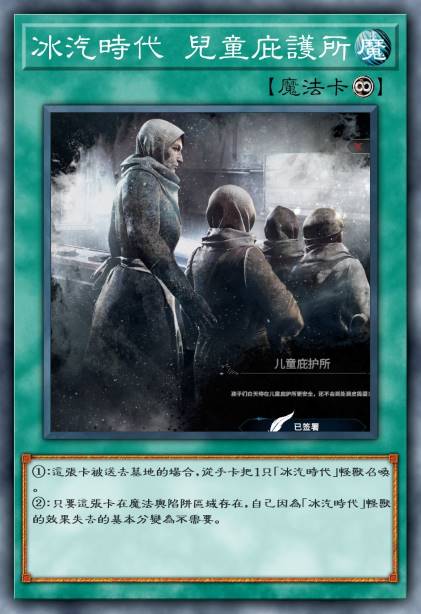 冰汽時代 兒童庇護所 魔
【魔法卡】
儿童庇护所
已签署
①:這張卡被送去墓地的場合,從手卡把1只「冰汽時代」怪獸召喚
。
②:只要這張卡在魔法與陷阱區域存在,自己因為「冰汽時代」怪獸
的效果失去的基本分變為不需要。